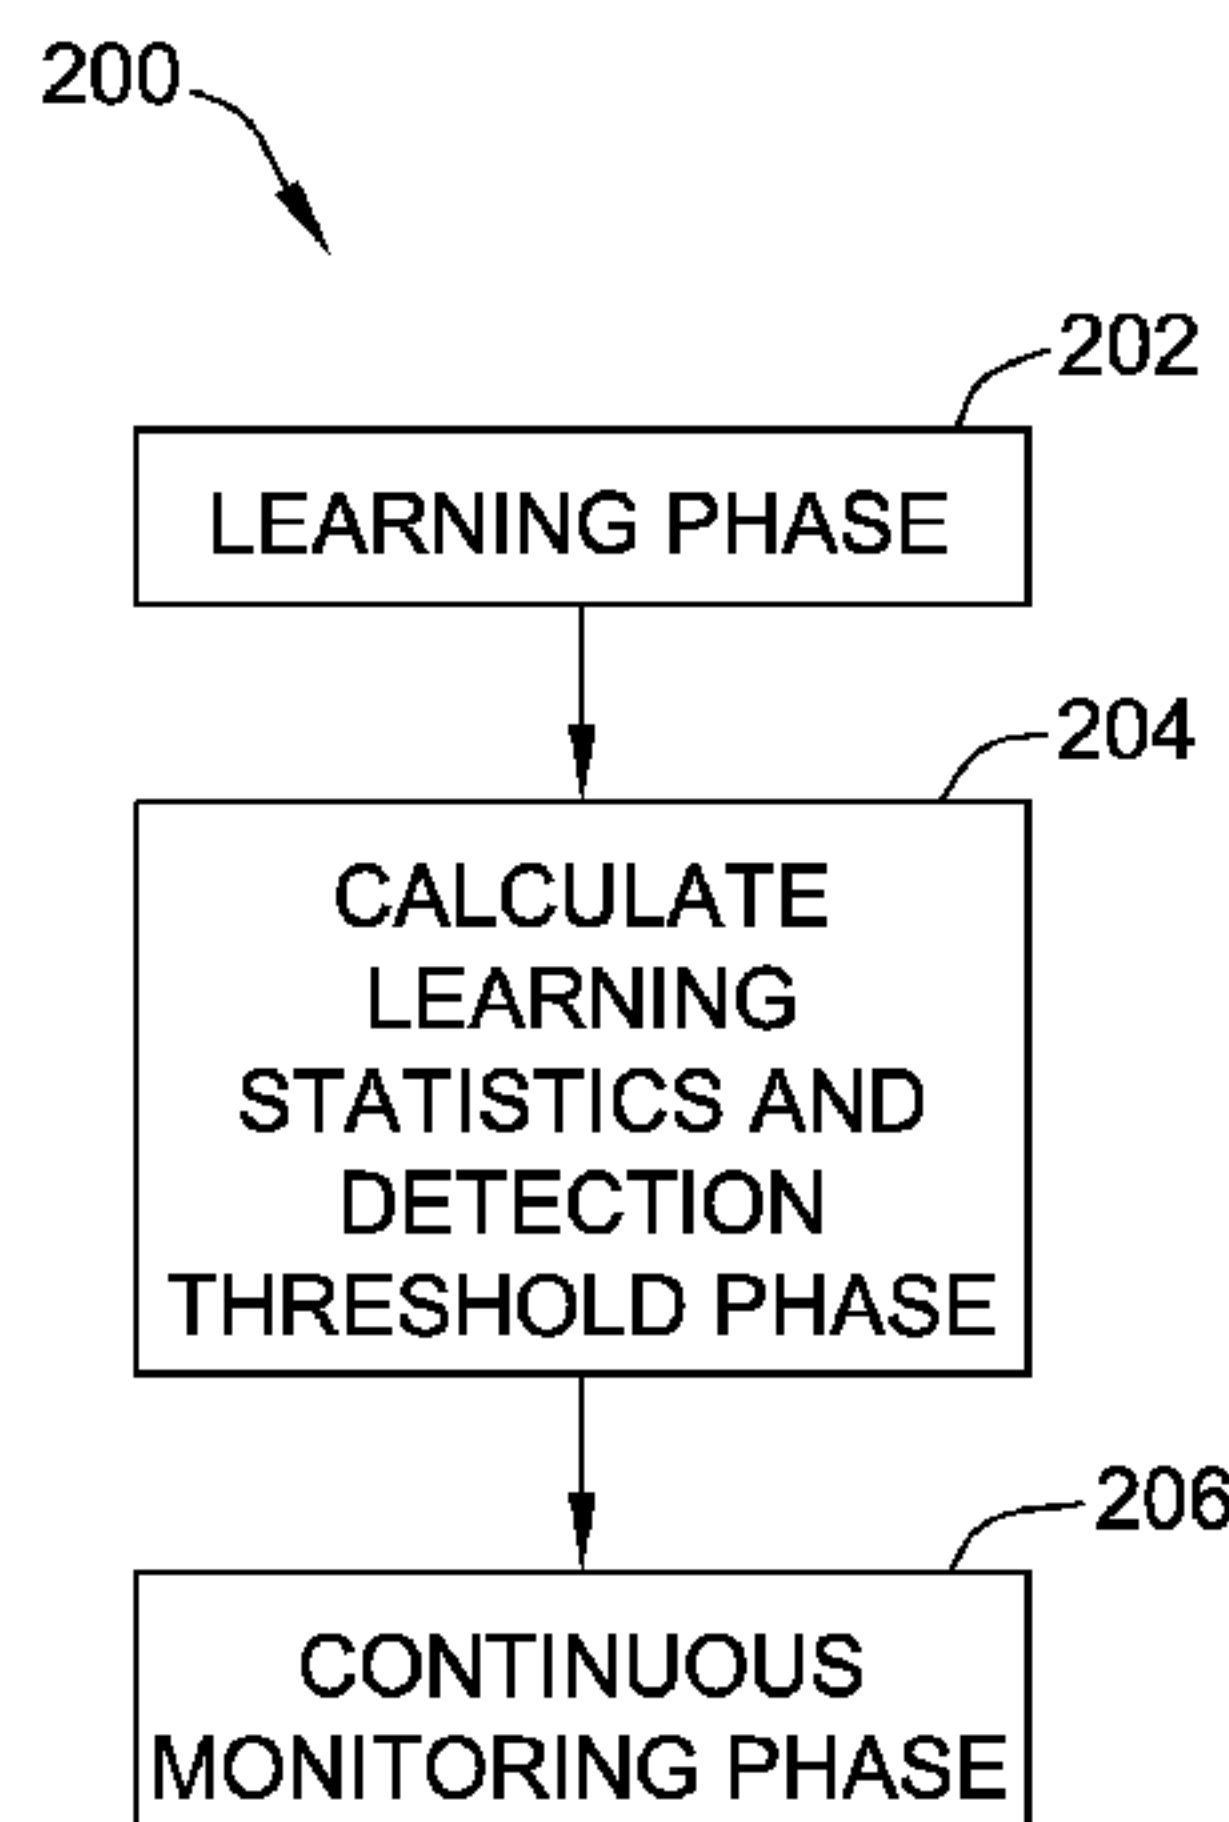 200
202
LEARNING PHASE
204
CALCULATE
LEARNING
STATISTICS AND
DETECTION
THRESHOLD PHASE
206
CONTINUOUS
MONITORING PHASE